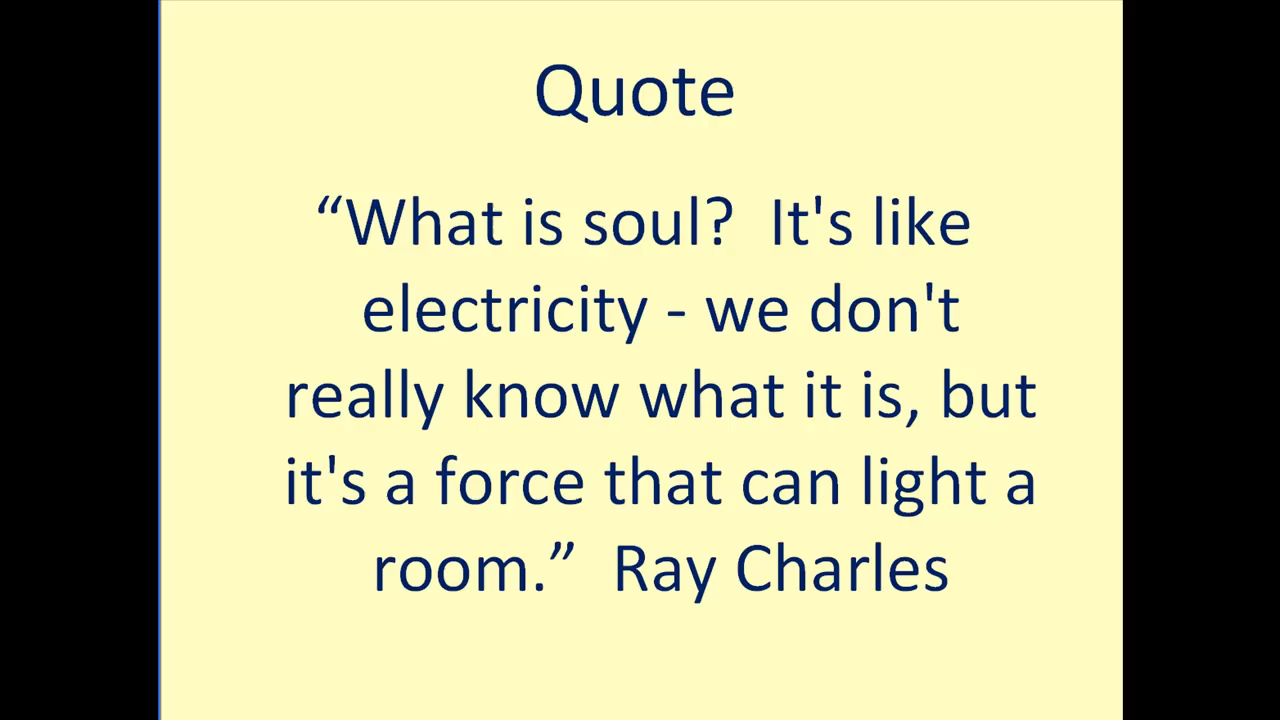 Quote
“What is soul?  It's like
electricity - we don't
really know what it is, but
it's a force that can light a
room.”  Ray Charles